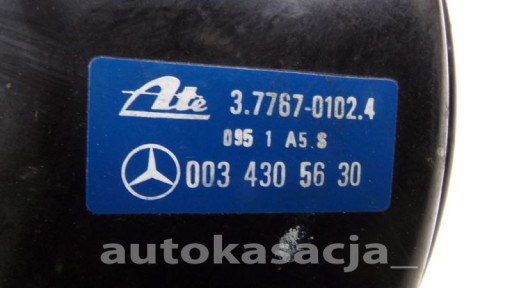 Ate 3.7767-0102.4
095 1 A5.S
003 430 56 30
autokasacja_